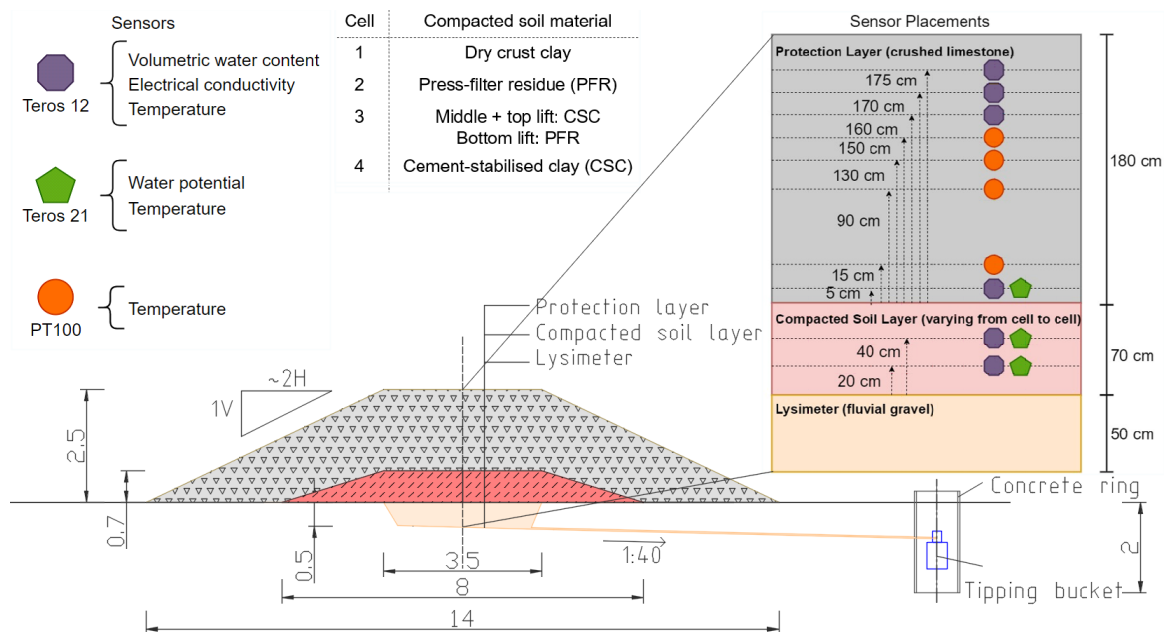 Sensors
Teros 12
Volumetric water content
Electrical conductivity
Temperature
Teros 21
Water potential
Temperature
PT100
Temperature
Cell Compacted soil material
1 Dry crust clay
2 Press-filter residue (PFR)
3 Middle + top lift: CSC
Bottom lift: PFR
4 Cement-stabilised clay (CSC)
Sensor Placements
Protection Layer (crushed limestone)
175 cm
170 cm
160 cm
150 cm
130 cm
90 cm
15 cm
5 cm
180 cm
Compacted Soil Layer (varying from cell to cell)
40 cm
20 cm
70 cm
Lysimeter (fluvial gravel)
50 cm
Protection layer
Compacted soil layer
Lysimeter
~2H
1V
2.5
0.7
0.5
3.5
8
14
1:40
Concrete ring
2
Tipping bucket